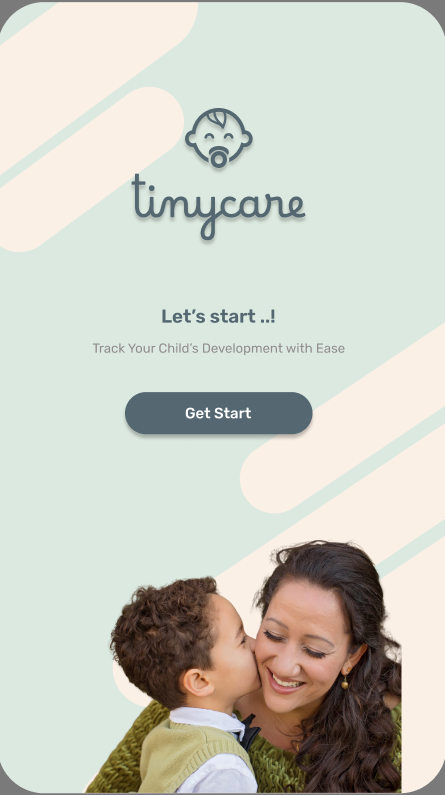 tinycare
Let's start ..!
Track Your Child's Development with Ease
Get Start